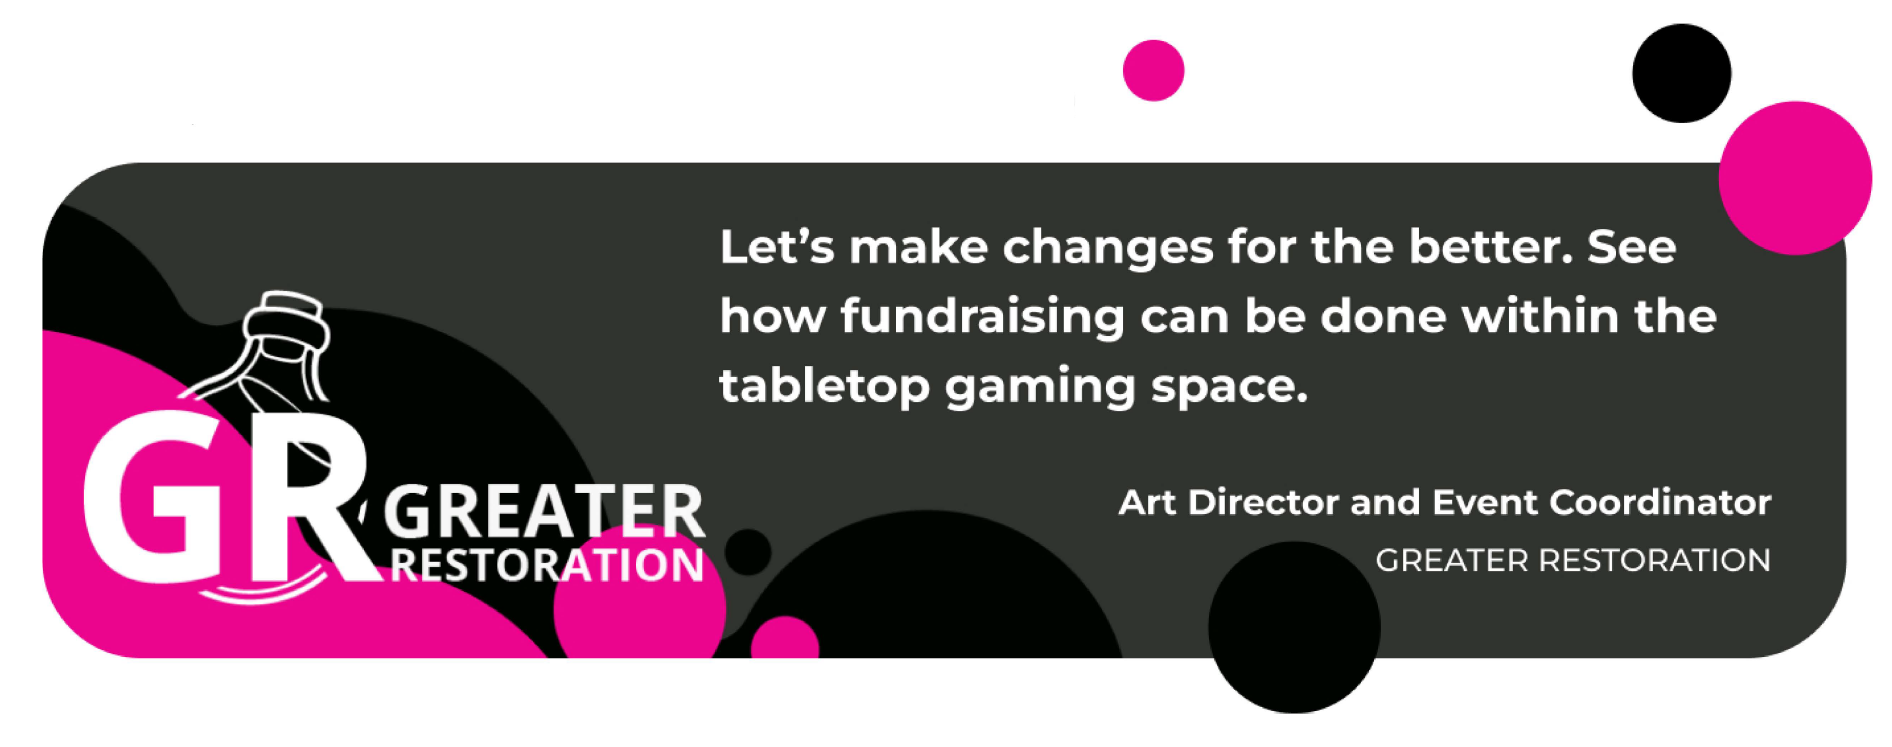 GR GREATER
RESTORATION
Let’s make changes for the better. See
how fundraising can be done within the
tabletop gaming space.
Art Director and Event Coordinator
GREATER RESTORATION